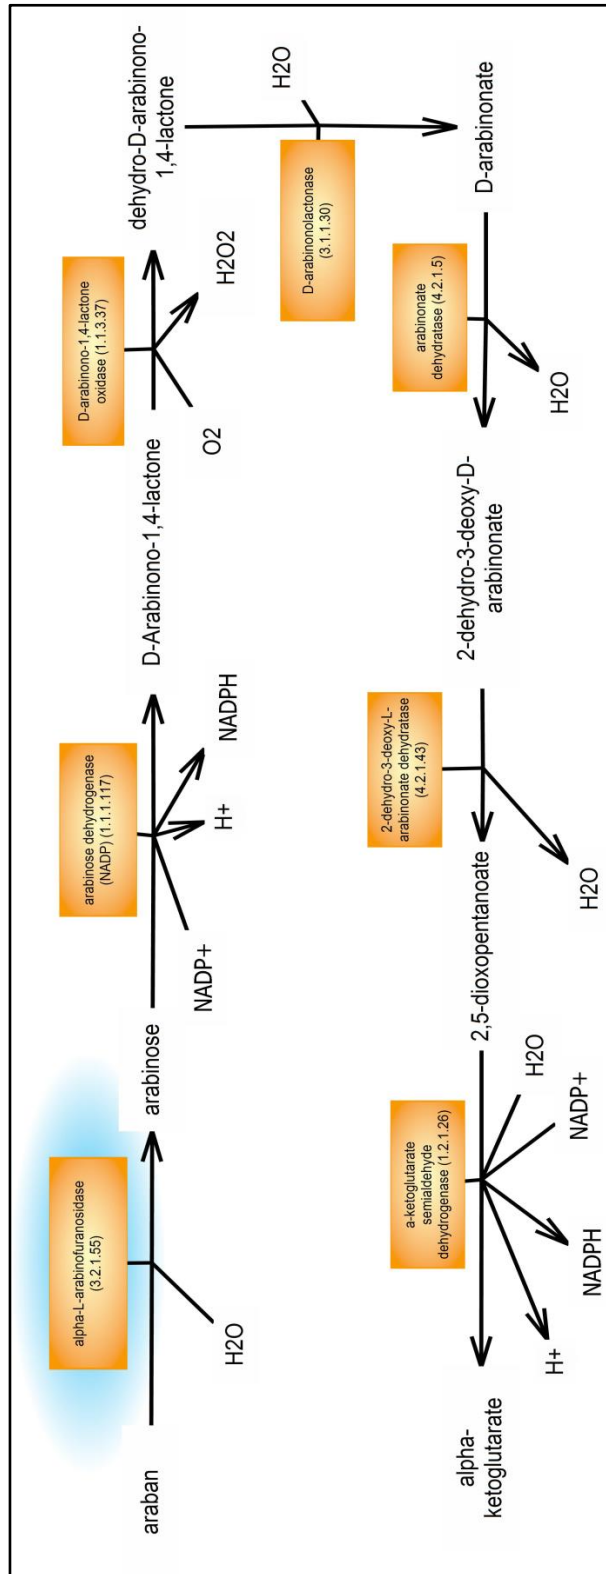 alpha-L-arabinofuranosidase
(3.2.1.55)
araban
H2O
arabinose
arabinose dehydrogenase
(NADP) (1.1.1.117)
NADP+
H+
NADPH
D-Arabinono-1,4-lactone
D-arabinono-1,4-lactone
oxidase (1.1.3.37)
O2
H2O2
dehydro-D-arabinono-
1,4-lactone
H2O
D-arabinonolactonase
(3.1.1.30)
D-arabinonate
arabinonate
dehydratase (4.2.1.5)
H2O
2-dehydro-3-deoxy-D-
arabinonate
2-dehydro-3-deoxy-L-
arabinonate dehydratase
(4.2.1.43)
H2O
2,5-dioxopentanoate
a-ketoglutarate
semialdehyde
dehydrogenase (1.2.1.26)
H2O
NADP+
NADPH
H+
alpha-
ketoglutarate